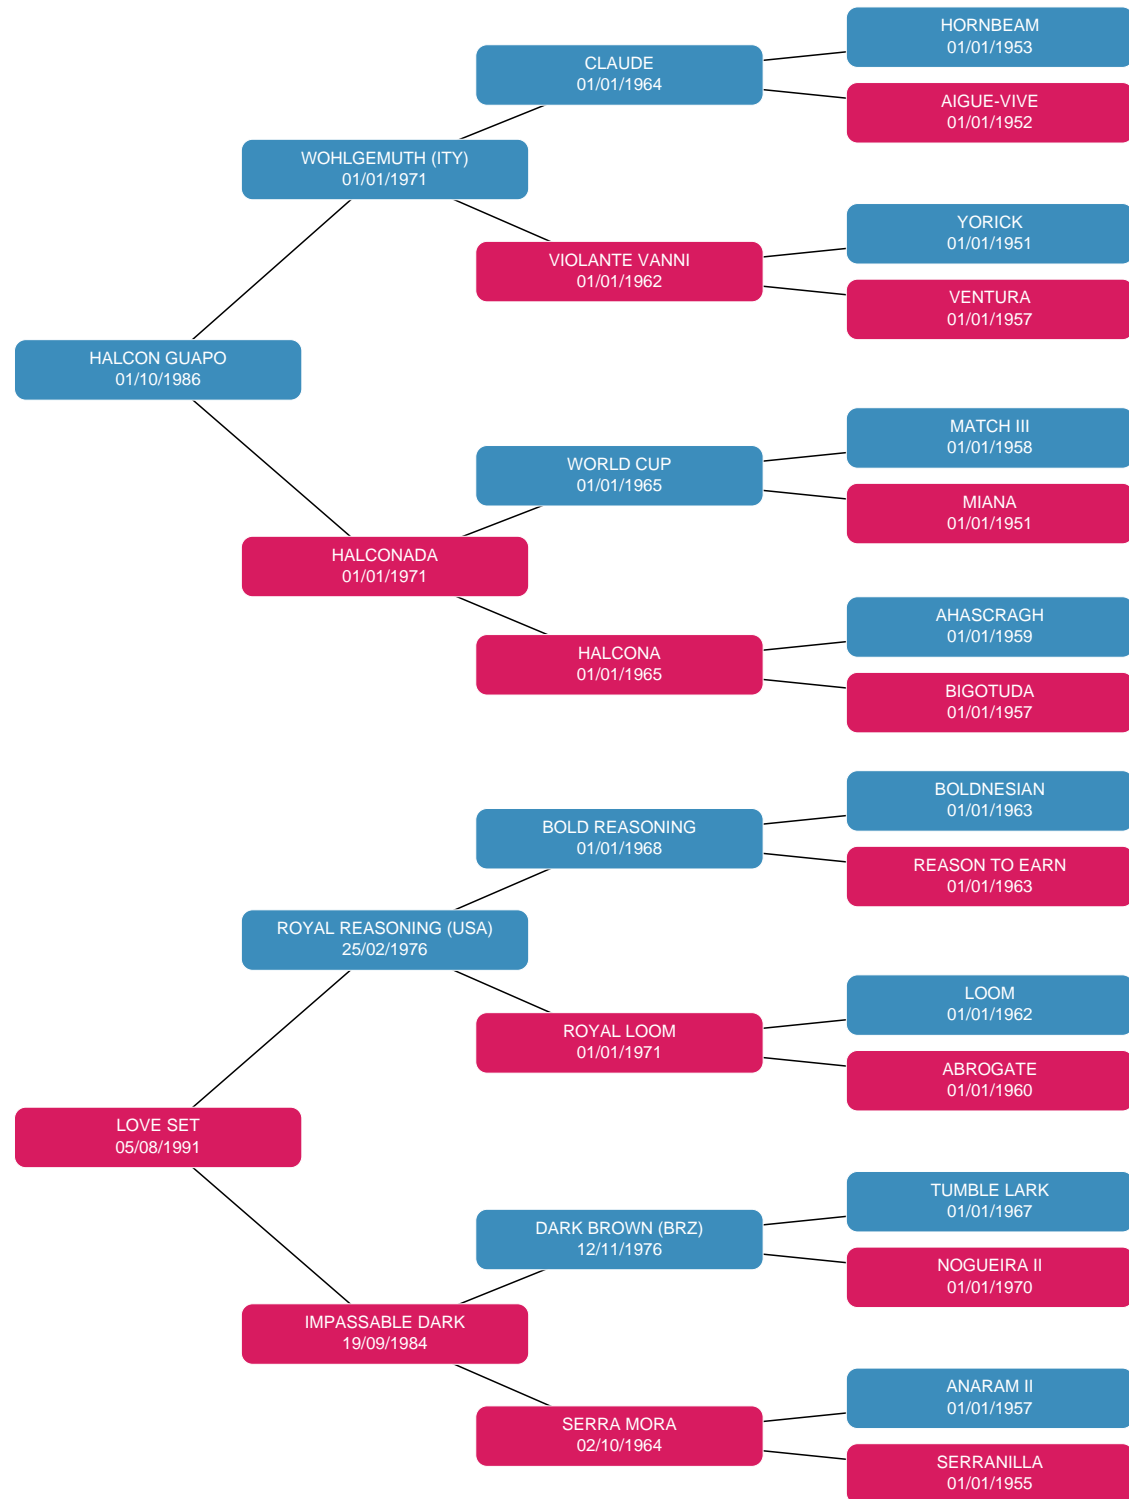 HORNBEAM
01/01/1953
CLAUDE
01/01/1964
AIGUE-VIVE
01/01/1952
WOHLGEMUTH (ITY)
01/01/1971
YORICK
01/01/1951
VIOLANTE VANNI
01/01/1962
VENTURA
01/01/1957
HALCON GUAPO
01/10/1986
MATCH III
01/01/1958
WORLD CUP
01/01/1965
MIANA
01/01/1951
HALCONADA
01/01/1971
AHASCRAGH
01/01/1959
HALCONA
01/01/1965
BIGOTUDA
01/01/1957
BOLDNESIAN
01/01/1963
BOLD REASONING
01/01/1968
REASON TO EARN
01/01/1963
ROYAL REASONING (USA)
25/02/1976
LOOM
01/01/1962
ROYAL LOOM
01/01/1971
ABROGATE
01/01/1960
LOVE SET
05/08/1991
TUMBLE LARK
01/01/1967
DARK BROWN (BRZ)
12/11/1976
NOGUEIRA II
01/01/1970
IMPASSABLE DARK
19/09/1984
ANARAM II
01/01/1957
SERRA MORA
02/10/1964
SERRANILLA
01/01/1955